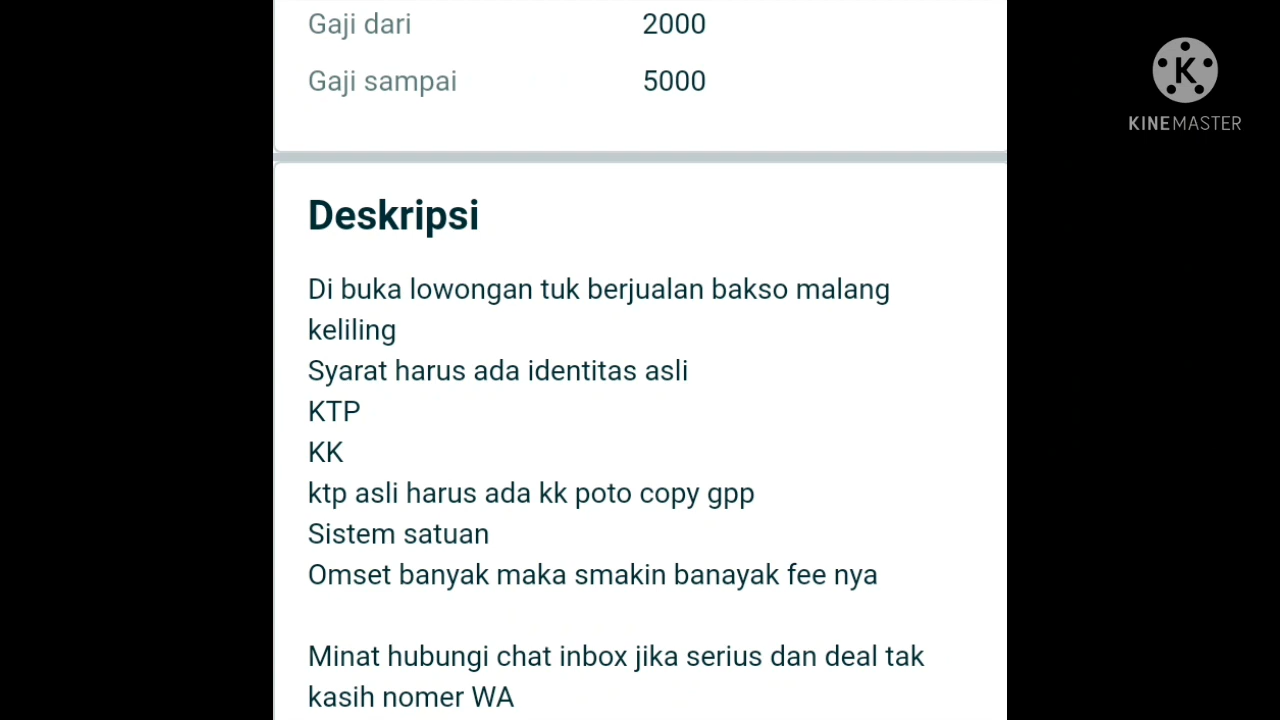 Gaji dari 2000
Gaji sampai 5000
K
KINEMASTER
Deskripsi
Di buka lowongan tuk berjualan bakso malang
keliling
Syarat harus ada identitas asli
KTP
KK
ktp asli harus ada kk poto copy gpp
Sistem satuan
Omset banyak maka smakin banayak fee nya
Minat hubungi chat inbox jika serius dan deal tak
kasih nomer WA